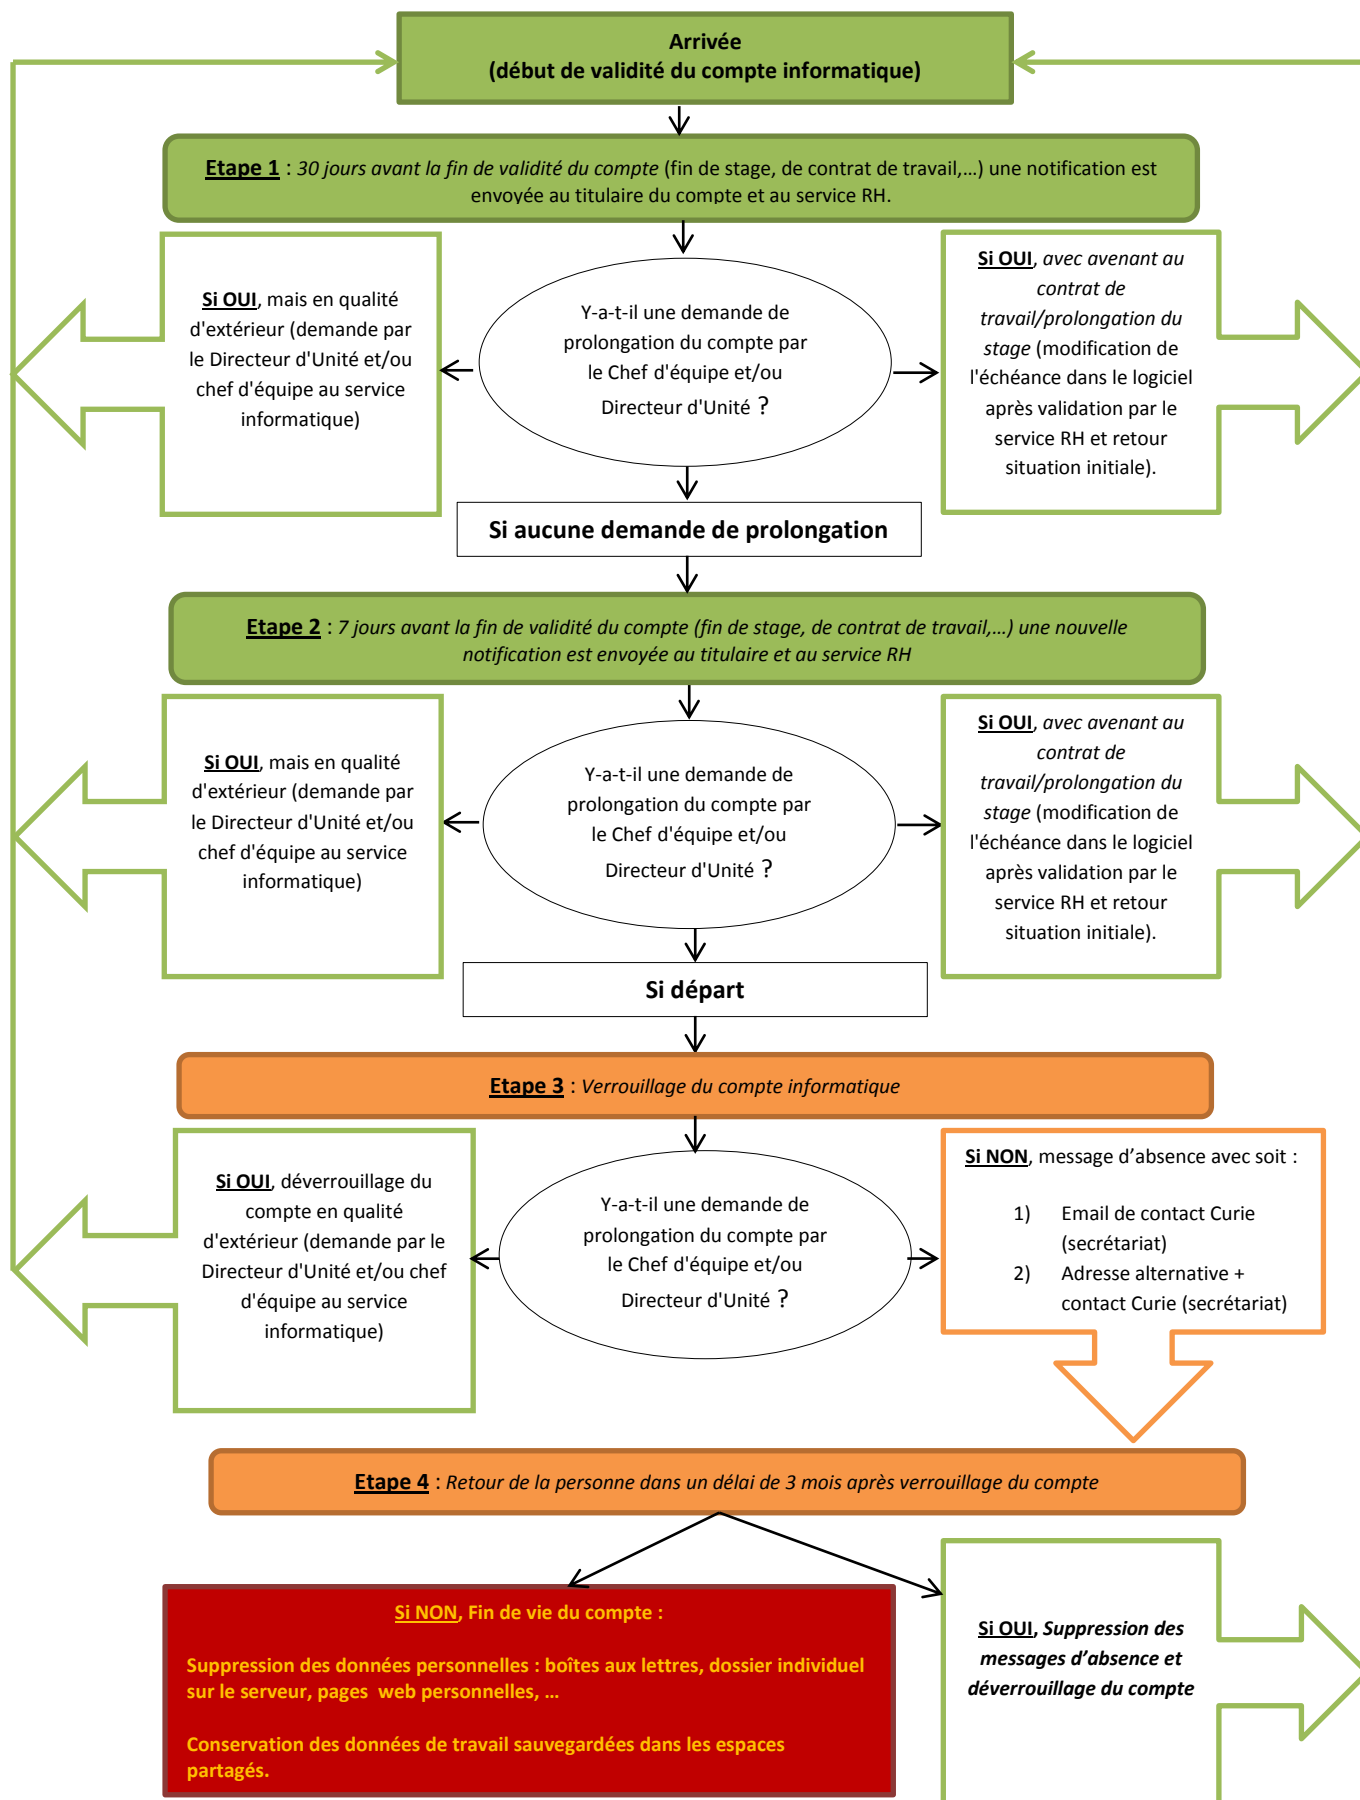 Arrivée
(début de validité du compte informatique)
Etape 1 : 30 jours avant la fin de validité du compte (fin de stage, de contrat de travail,...) une notification est
envoyée au titulaire du compte et au service RH.
Si OUI, mais en qualité
d'extérieur (demande par
le Directeur d'Unité et/ou
chef d'équipe au service
informatique)
Y-a-t-il une demande de
prolongation du compte par
le Chef d'équipe et/ou
Directeur d'Unité ?
Si OUI, avec avenant au
contrat de
travail/prolongation du
stage (modification de
l'échéance dans le logiciel
après validation par le
service RH et retour
situation initiale).
Si aucune demande de prolongation
Etape 2 : 7 jours avant la fin de validité du compte (fin de stage, de contrat de travail,...) une nouvelle
notification est envoyée au titulaire et au service RH
Si OUI, mais en qualité
d'extérieur (demande par
le Directeur d'Unité et/ou
chef d'équipe au service
informatique)
Y-a-t-il une demande de
prolongation du compte par
le Chef d'équipe et/ou
Directeur d'Unité ?
Si OUI, avec avenant au
contrat de
travail/prolongation du
stage (modification de
l'échéance dans le logiciel
après validation par le
service RH et retour
situation initiale).
Si départ
Etape 3 : Verrouillage du compte informatique
Si OUI, déverrouillage du
compte en qualité
d'extérieur (demande par le
Directeur d'Unité et/ou chef
d'équipe au service
informatique)
Y-a-t-il une demande de
prolongation du compte par
le Chef d'équipe et/ou
Directeur d'Unité ?
Si NON, message d’absence avec soit :
1) Email de contact Curie
(secrétariat)
2) Adresse alternative +
contact Curie (secrétariat)
Etape 4 : Retour de la personne dans un délai de 3 mois après verrouillage du compte
Si NON, Fin de vie du compte :
Suppression des données personnelles : boîtes aux lettres, dossier individuel
sur le serveur, pages web personnelles, ...
Conservation des données de travail sauvegardées dans les espaces
partagés.
Si OUI, Suppression des
messages d’absence et
déverrouillage du compte